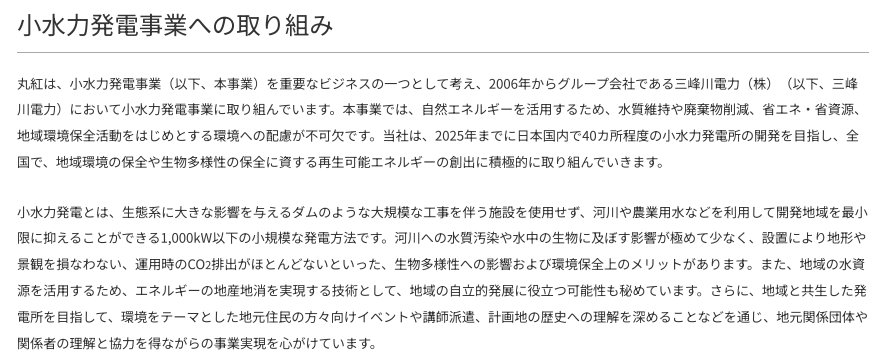 小水力発電事業への取り組み
丸紅は、小水力発電事業（以下、本事業）を重要なビジネスの一つとして考え、2006年からグループ会社である三峰川電力（株）（以下、三峰
川電力）において小水力発電事業に取り組んでいます。本事業では、自然エネルギーを活用するため、水質維持や廃棄物削減、省エネ・省資源、
地域環境保全活動をはじめとする環境への配慮が不可欠です。当社は、2025年までに日本国内で40カ所程度の小水力発電所の開発を目指し、全
国で、地域環境の保全や生物多様性の保全に資する再生可能エネルギーの創出に積極的に取り組んでいきます。
小水力発電とは、生態系に大きな影響を与えるダムのような大規模な工事を伴う施設を使用せず、河川や農業用水などを利用して開発地域を最小
限に抑えることができる1,000kW以下の小規模な発電方法です。河川への水質汚染や水中の生物に及ぼす影響が極めて少なく、設置により地形や
景観を損なわない、運用時のCO2排出がほとんどないといった、生物多様性への影響および環境保全上のメリットがあります。また、地域の水資
源を活用するため、エネルギーの地産地消を実現する技術として、地域の自立的発展に役立つ可能性も秘めています。さらに、地域と共生した発
電所を目指して、環境をテーマとした地元住民の方々向けイベントや講師派遣、計画地の歴史への理解を深めることなどを通じ、地元関係団体や
関係者の理解と協力を得ながらの事業実現を心がけています。